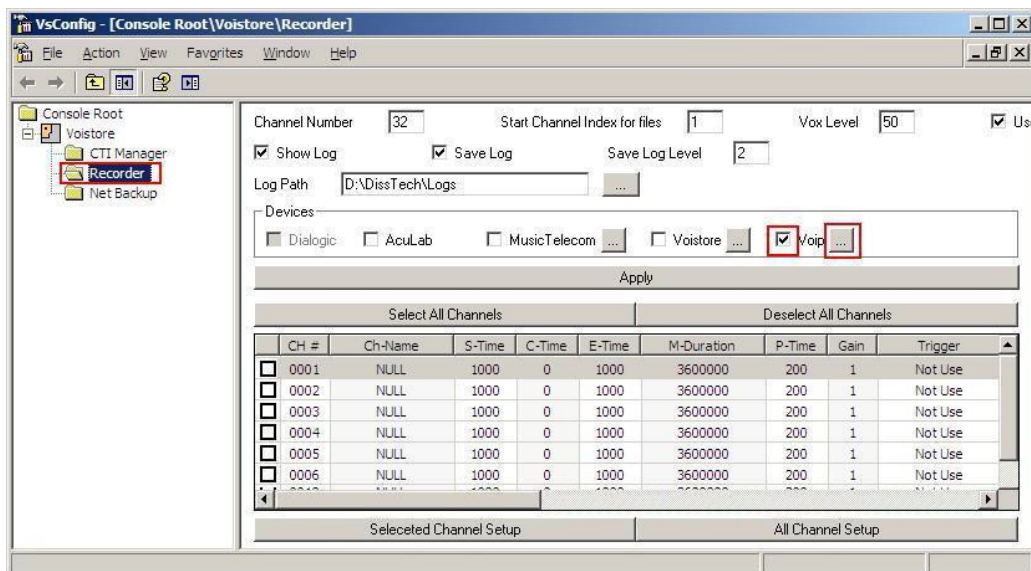 VsConfig - [Console Root\Voistore\Recorder]
File Action View Favorites Window Help
Console Root
Voistore
CTI Manager
Recorder
Net Backup
Channel Number 32 Start Channel Index for files 1 Vox Level 50 Us
Show Log Save Log Save Log Level 2
Log Path D:\DissTech\Logs ...
Devices
Dialogic AcuLab MusicTelecom ... Voistore ... Voip ...
Apply
Select All Channels Deselect All Channels
CH # Ch-Name S-Time C-Time E-Time M-Duration P-Time Gain Trigger
0001 NULL 1000 0 1000 3600000 200 1 Not Use
0002 NULL 1000 0 1000 3600000 200 1 Not Use
0003 NULL 1000 0 1000 3600000 200 1 Not Use
0004 NULL 1000 0 1000 3600000 200 1 Not Use
0005 NULL 1000 0 1000 3600000 200 1 Not Use
0006 NULL 1000 0 1000 3600000 200 1 Not Use
Seleceted Channel Setup All Channel Setup